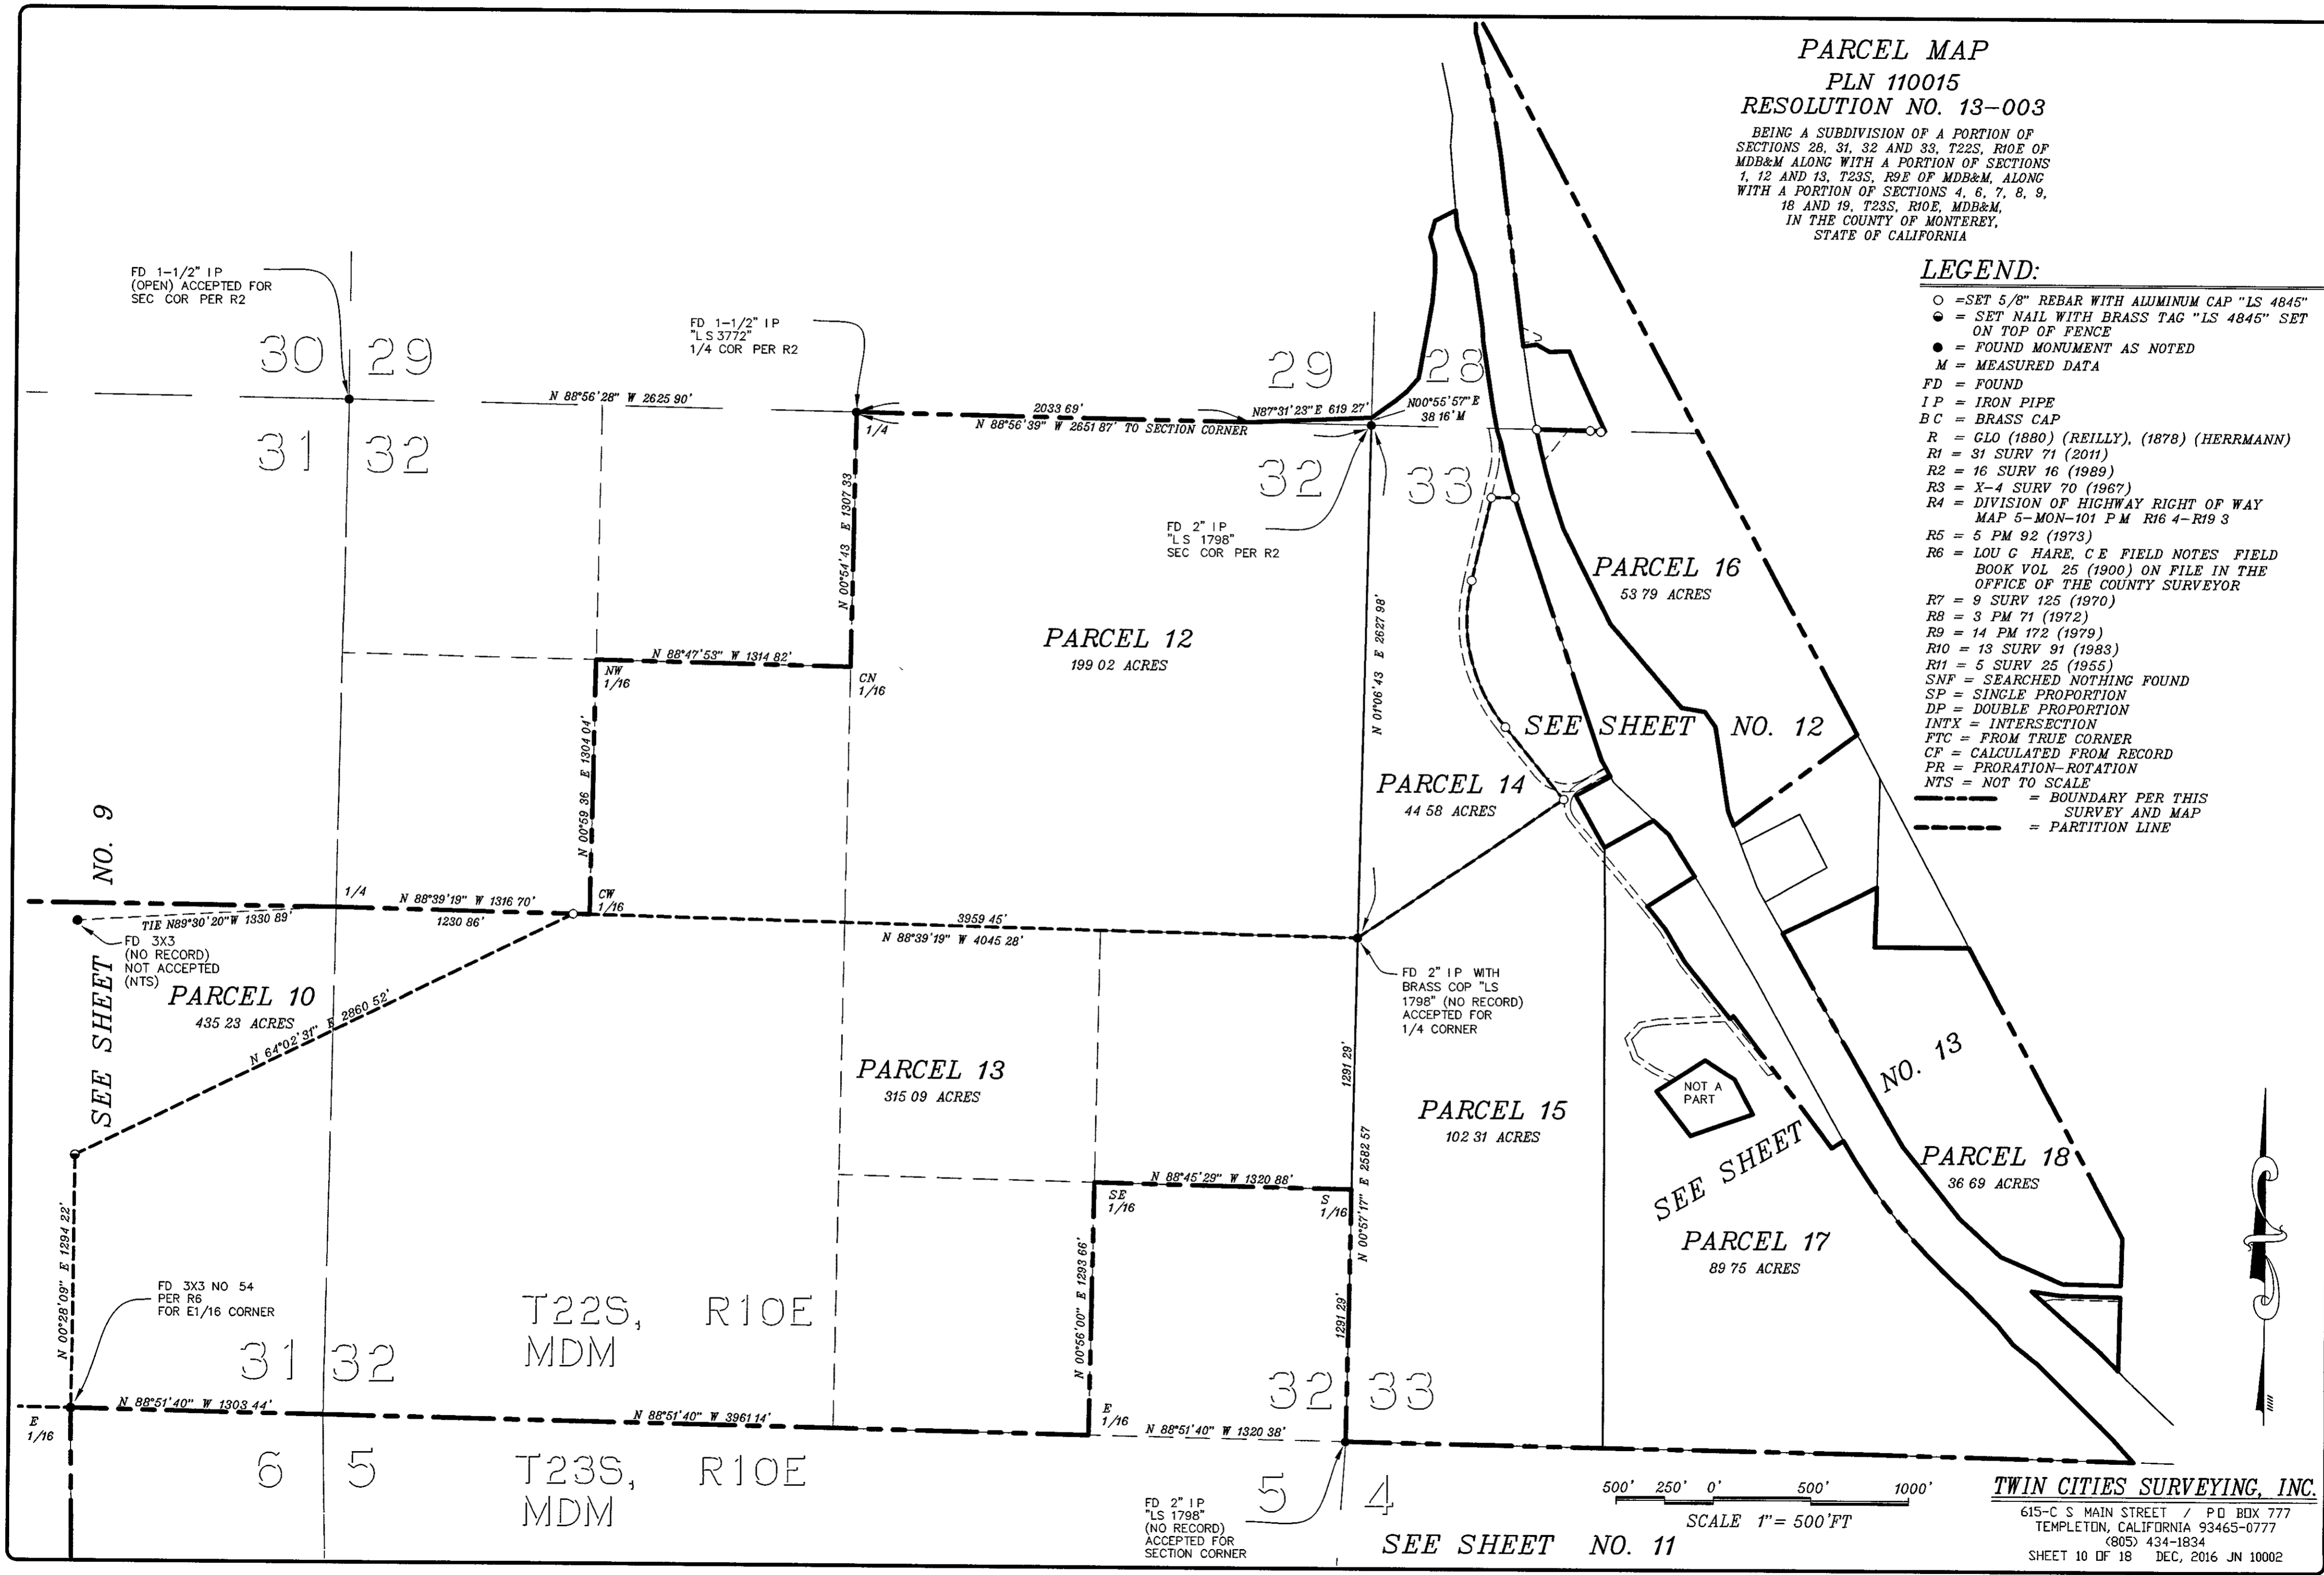 PARCEL MAP
PLN 110015
RESOLUTION NO. 13-003
BEING A SUBDIVISION OF A PORTION OF
SECTIONS 28, 31, 32 AND 33, T22S, R10E OF
MDB&M ALONG WITH A PORTION OF SECTIONS
1, 12 AND 13, T23S, R9E OF MDB&M, ALONG
WITH A PORTION OF SECTIONS 4, 6, 7, 8, 9,
18 AND 19, T23S, R10E, MDB&M,
IN THE COUNTY OF MONTEREY,
STATE OF CALIFORNIA
LEGEND:
=SET 5/8" REBAR WITH ALUMINUM CAP "LS 4845"
= SET NAIL WITH BRASS TAG "LS 4845" SET
ON TOP OF FENCE
= FOUND MONUMENT AS NOTED
M = MEASURED DATA
FD = FOUND
I P = IRON PIPE
B C = BRASS CAP
R = GLO (1880) (REILLY), (1878) (HERRMANN)
R1 = 31 SURV 71 (2011)
R2 = 16 SURV 16 (1989)
R3 = X-4 SURV 70 (1967)
R4 = DIVISION OF HIGHWAY RIGHT OF WAY
MAP 5-MON-101 P M R16 4-R19 3
R5 = 5 PM 92 (1973)
R6 = LOU G HARE, C E FIELD NOTES FIELD
BOOK VOL 25 (1900) ON FILE IN THE
OFFICE OF THE COUNTY SURVEYOR
R7 = 9 SURV 125 (1970)
R8 = 3 PM 71 (1972)
R9 = 14 PM 172 (1979)
R10 = 13 SURV 91 (1983)
R11 = 5 SURV 25 (1955)
SNF = SEARCHED NOTHING FOUND
SP = SINGLE PROPORTION
DP = DOUBLE PROPORTION
INTX = INTERSECTION
FTC = FROM TRUE CORNER
CF = CALCULATED FROM RECORD
PR = PRORATION-ROTATION
NTS = NOT TO SCALE
= BOUNDARY PER THIS
SURVEY AND MAP
= PARTITION LINE
FD 1-1/2" I P
(OPEN) ACCEPTED FOR
SEC COR PER R2
30 29
31 32
N 88°56'28" W 2625 90'
FD 1-1/2" I P
"L S 3772"
1/4 COR PER R2
1/4
2033 69'
N 88°56'39" W 2651 87' TO SECTION CORNER
N87°31'23"E 619 27'
N00°55'57"E
38 16' M
29 28
32 33
FD 2" I P
"L S 1798"
SEC COR PER R2
N 00°54'43 E 1307 33
N 88°47'53" W 1314 82'
NW
1/16
CN
1/16
N 00°59 36 E 1304 04'
PARCEL 12
199 02 ACRES
N 01°06'43 E 2627 98'
PARCEL 16
53 79 ACRES
SEE SHEET NO. 12
PARCEL 14
44 58 ACRES
SEE SHEET NO. 9
1/4
N 88°39'19" W 1316 70'
CW
1/16
TIE N89°30'20"W 1330 89'
1230 86'
3959 45'
N 88°39'19" W 4045 28'
FD 3X3
(NO RECORD)
NOT ACCEPTED
(NTS)
PARCEL 10
435 23 ACRES
N 64°02'31" E 2860 52'
FD 2" I P WITH
BRASS COP "LS
1798" (NO RECORD)
ACCEPTED FOR
1/4 CORNER
PARCEL 13
315 09 ACRES
1291 29'
N 00°57'17" E 2582 57
1291 29'
PARCEL 15
102 31 ACRES
NOT A
PART
SEE SHEET NO. 13
PARCEL 18
36 69 ACRES
PARCEL 17
89 75 ACRES
N 88°45'29" W 1320 88'
SE
1/16
S
1/16
N 00°56'00" E 1293 66'
N 00°28'09" E 1294 22'
FD 3X3 NO 54
PER R6
FOR E1/16 CORNER
T22S, R10E
MDM
31 32
32 33
E
1/16
N 88°51'40" W 1303 44'
N 88°51'40" W 3961 14'
E
1/16
N 88°51'40" W 1320 38'
6 5
T23S, R10E
MDM
5 4
FD 2" I P
"LS 1798"
(NO RECORD)
ACCEPTED FOR
SECTION CORNER
SEE SHEET NO. 11
500' 250' 0' 500' 1000'
SCALE 1"= 500'FT
TWIN CITIES SURVEYING, INC.
615-C S MAIN STREET / P O BOX 777
TEMPLETON, CALIFORNIA 93465-0777
(805) 434-1834
SHEET 10 OF 18 DEC, 2016 JN 10002